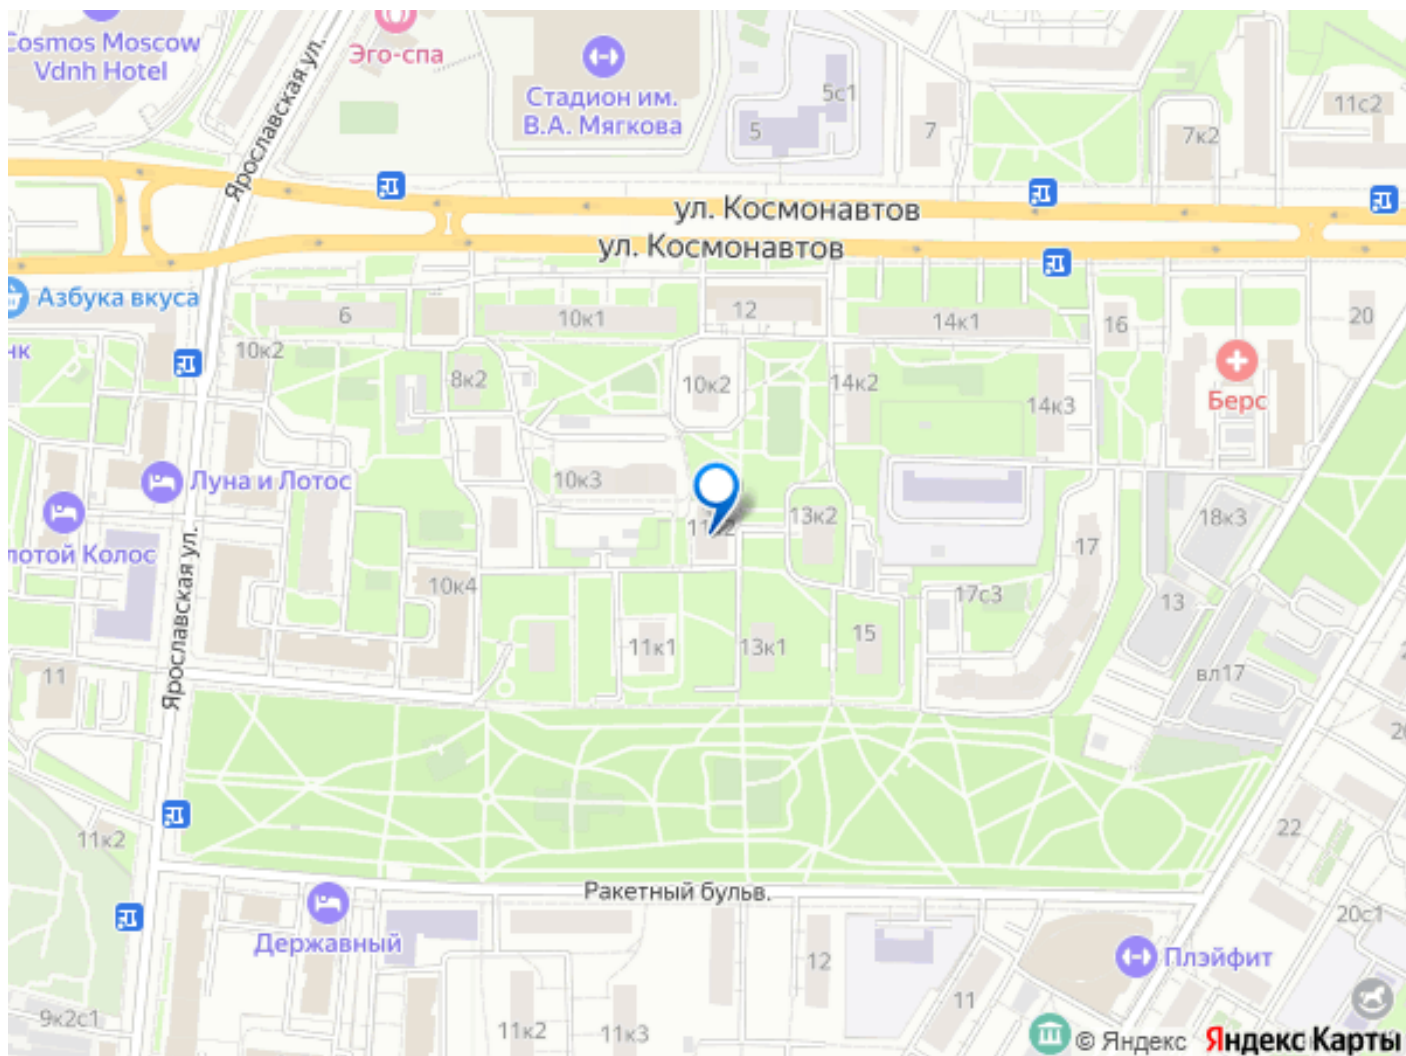 Cosmos Moscow
Vdnh Hotel
Эго-спа
Ярославская ул.
Стадион им.
В.А. Мягкова
5с1
5
7
11с2
7к2
ул. Космонавтов
ул. Космонавтов
Азбука вкуса
6
10к1
12
14к1
16
20
нк
10к2
8к2
10к2
14к2
14к3
Берс
Луна и Лотос
10к3
лотой Колос
13к2
18к3
17
Ярославская ул.
10к4
17с3
13
11к1
13к1
15
11
вл17
22
11к2
Ракетный бульв.
Державный
20с1
12
Плэйфит
11
9к2с1
11к2
11к3
© Яндекс Яндекс Карты